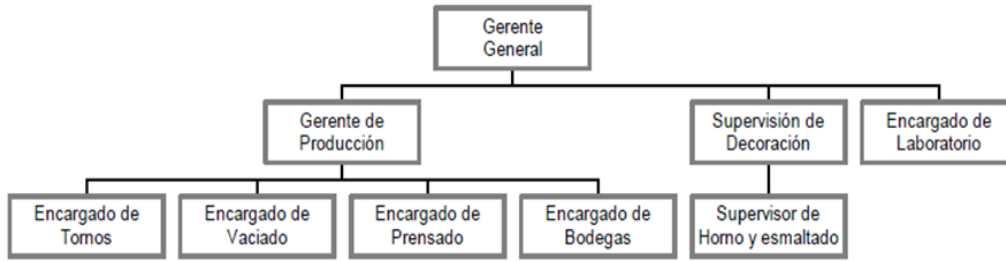 Gerente
General
Gerente de
Producción
Supervisión de
Decoración
Encargado de
Laboratorio
Encargado de
Tornos
Encargado de
Vaciado
Encargado de
Prensado
Encargado de
Bodegas
Supervisor de
Horno y esmaltado